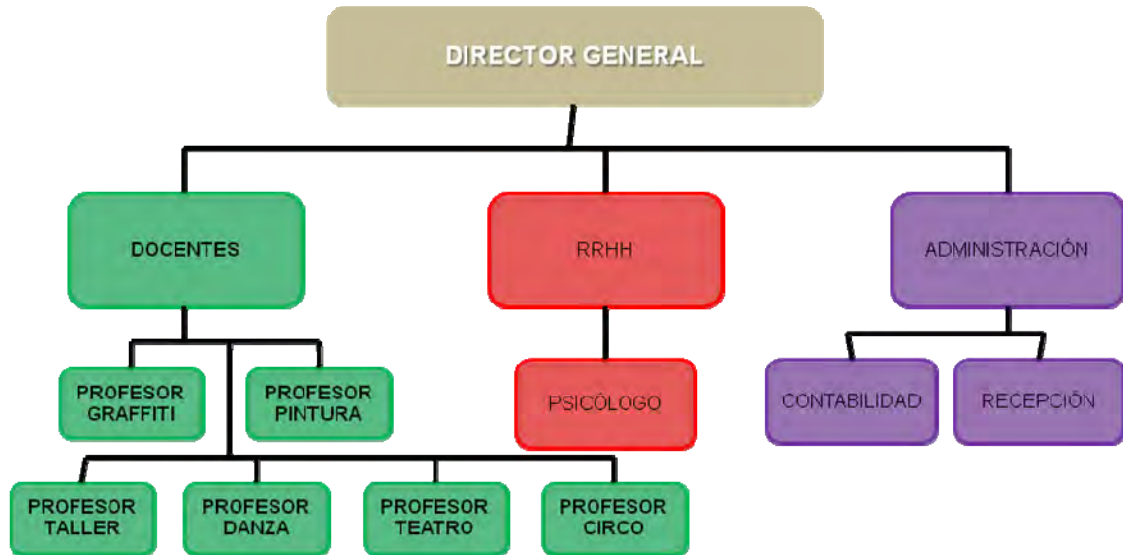 DIRECTOR GENERAL
DOCENTES
RRHH
ADMINISTRACIÓN
PROFESOR
GRAFFITI
PROFESOR
PINTURA
PSICÓLOGO
CONTABILIDAD
RECEPCIÓN
PROFESOR
TALLER
PROFESOR
DANZA
PROFESOR
TEATRO
PROFESOR
CIRCO